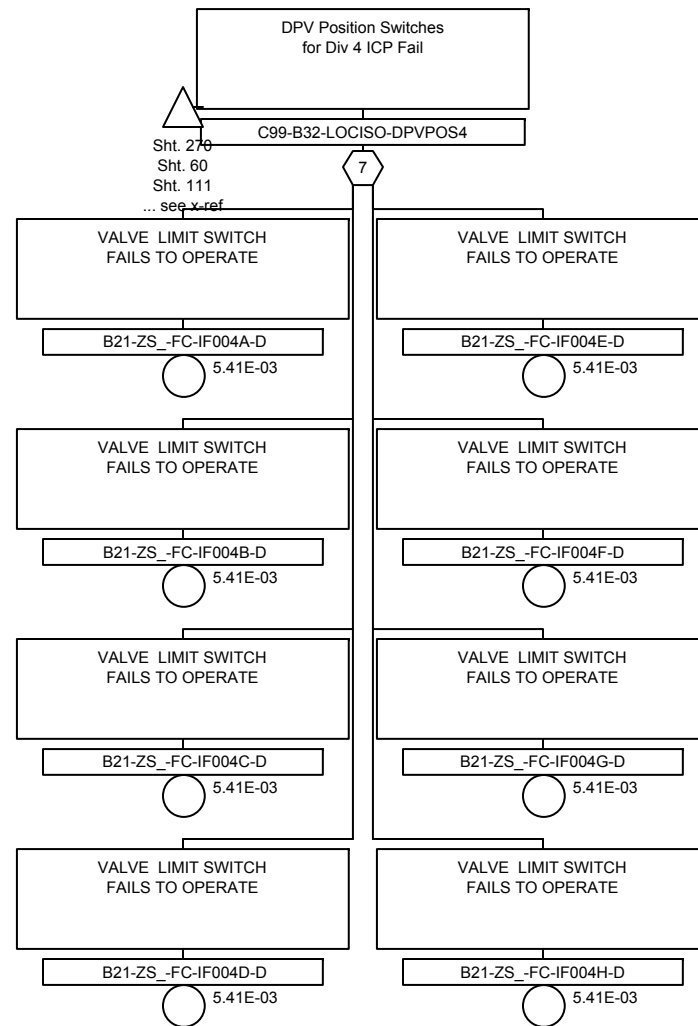 DPV Position Switches
for Div 4 ICP Fail
C99-B32-LOCISO-DPVPOS4
Sht. 270
Sht. 60
Sht. 111
... see x-ref
7
VALVE LIMIT SWITCH
FAILS TO OPERATE
B21-ZS_-FC-IF004A-D
5.41E-03
VALVE LIMIT SWITCH
FAILS TO OPERATE
B21-ZS_-FC-IF004E-D
5.41E-03
VALVE LIMIT SWITCH
FAILS TO OPERATE
B21-ZS_-FC-IF004B-D
5.41E-03
VALVE LIMIT SWITCH
FAILS TO OPERATE
B21-ZS_-FC-IF004F-D
5.41E-03
VALVE LIMIT SWITCH
FAILS TO OPERATE
B21-ZS_-FC-IF004C-D
5.41E-03
VALVE LIMIT SWITCH
FAILS TO OPERATE
B21-ZS_-FC-IF004G-D
5.41E-03
VALVE LIMIT SWITCH
FAILS TO OPERATE
B21-ZS_-FC-IF004D-D
5.41E-03
VALVE LIMIT SWITCH
FAILS TO OPERATE
B21-ZS_-FC-IF004H-D
5.41E-03